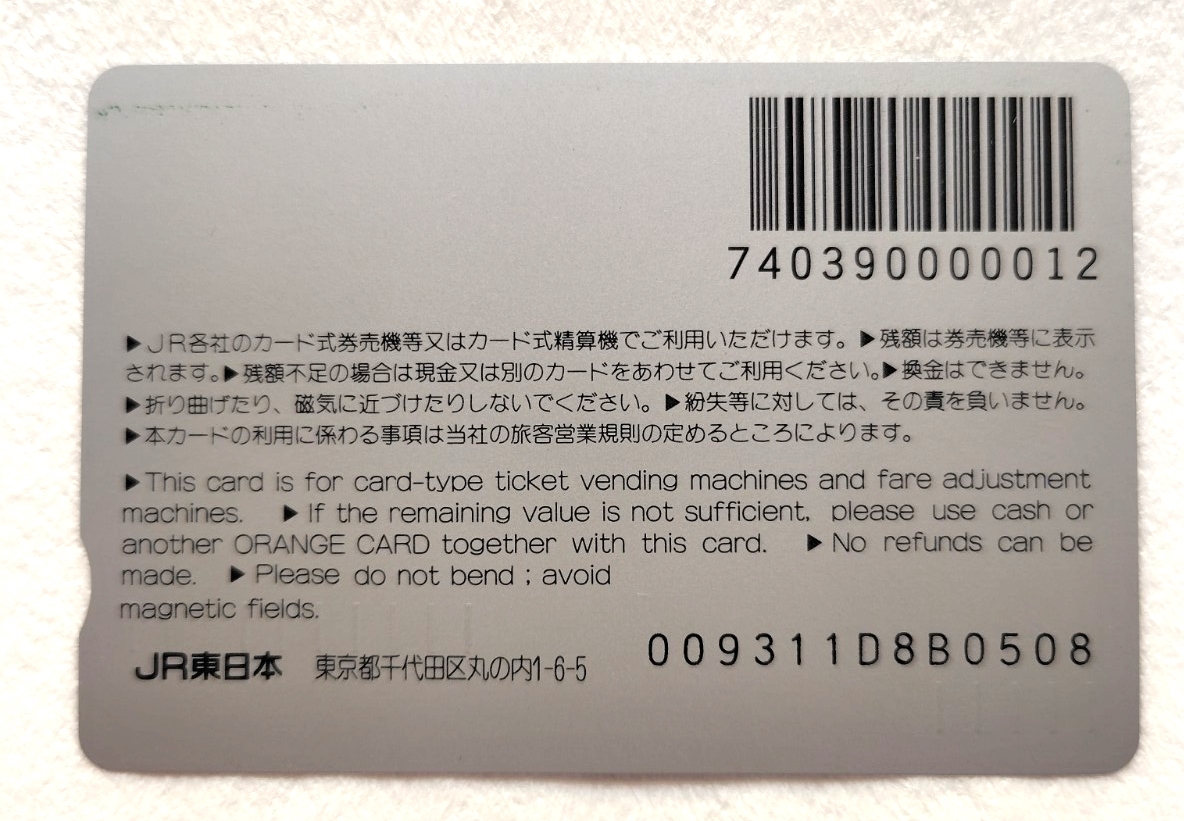 740390000012
▶JR各社のカード式券売機等又はカード式精算機でご利用いただけます。▶残額は券売機等に表示
されます。▶残額不足の場合は現金又は別のカードをあわせてご利用ください。▶換金はできません。
▶折り曲げたり、磁気に近づけたりしないでください。▶紛失等に対しては、その責を負いません。
▶本カードの利用に係わる事項は当社の旅客営業規則の定めるところによります。
▶This card is for card-type ticket vending machines and fare adjustment
machines. ▶If the remaining value is not sufficient, please use cash or
another ORANGE CARD together with this card. ▶No refunds can be
made. ▶Please do not bend ; avoid
magnetic fields.
009311D8B0508
JR東日本 東京都千代田区丸の内1-6-5